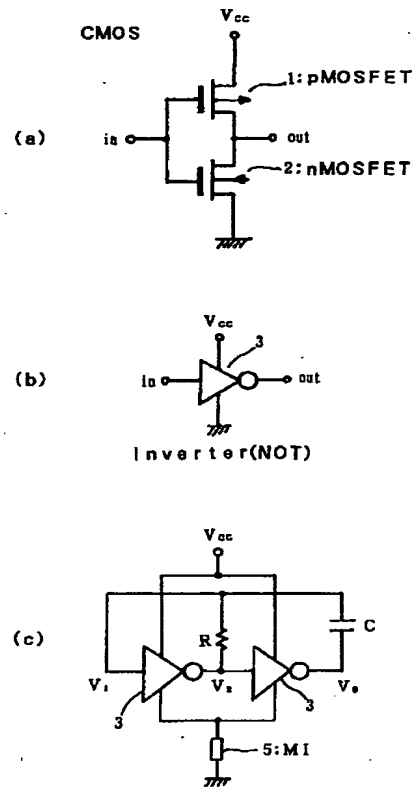 CMOS
Vcc
1:pMOSFET
(a)
in
out
2:nMOSFET
Vcc
3
(b)
in
out
Inverter(NOT)
Vcc
(c)
R
C
V₁
V₂
V₀
3
3
5:MI